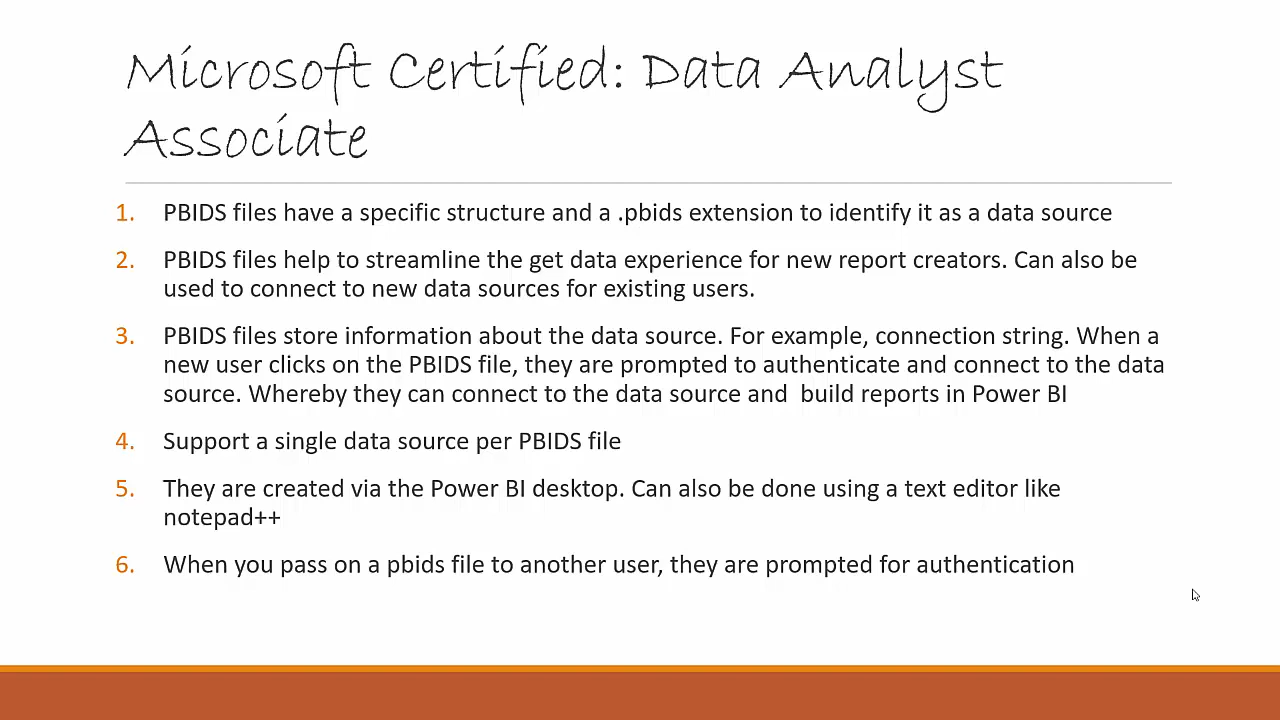 Microsoft Certified: Data Analyst
Associate
1. PBIDS files have a specific structure and a .pbids extension to identify it as a data source
2. PBIDS files help to streamline the get data experience for new report creators. Can also be
used to connect to new data sources for existing users.
3. PBIDS files store information about the data source. For example, connection string. When a
new user clicks on the PBIDS file, they are prompted to authenticate and connect to the data
source. Whereby they can connect to the data source and  build reports in Power BI
4. Support a single data source per PBIDS file
5. They are created via the Power BI desktop. Can also be done using a text editor like
notepad++
6. When you pass on a pbids file to another user, they are prompted for authentication